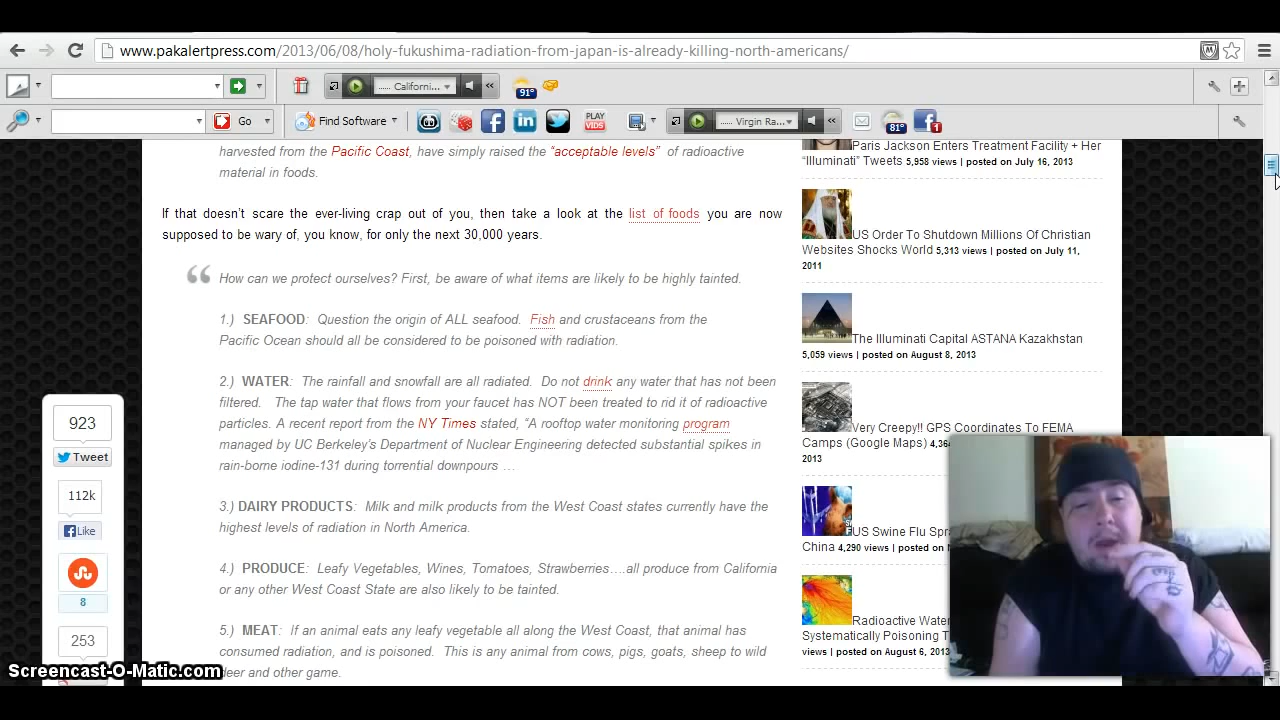 www.pakalertpress.com/2013/06/08/holy-fukushima-radiation-from-japan-is-already-killing-north-americans/
..... Californi...
91°
Go
Find Software
PLAY
VIDS
..... Virgin Ra...
81°
1
harvested from the Pacific Coast, have simply raised the “acceptable levels” of radioactive
material in foods.
If that doesn’t scare the ever-living crap out of you, then take a look at the list of foods you are now
supposed to be wary of, you know, for only the next 30,000 years.
How can we protect ourselves? First, be aware of what items are likely to be highly tainted.
1.) SEAFOOD: Question the origin of ALL seafood. Fish and crustaceans from the
Pacific Ocean should all be considered to be poisoned with radiation.
2.) WATER: The rainfall and snowfall are all radiated. Do not drink any water that has not been
filtered. The tap water that flows from your faucet has NOT been treated to rid it of radioactive
particles. A recent report from the NY Times stated, “A rooftop water monitoring program
managed by UC Berkeley’s Department of Nuclear Engineering detected substantial spikes in
rain-borne iodine-131 during torrential downpours …
3.) DAIRY PRODUCTS: Milk and milk products from the West Coast states currently have the
highest levels of radiation in North America.
4.) PRODUCE: Leafy Vegetables, Wines, Tomatoes, Strawberries….all produce from California
or any other West Coast State are also likely to be tainted.
5.) MEAT: If an animal eats any leafy vegetable all along the West Coast, that animal has
consumed radiation, and is poisoned. This is any animal from cows, pigs, goats, sheep to wild
deer and other game.
923
Tweet
112k
Like
8
253
Screencast-O-Matic.com
Paris Jackson Enters Treatment Facility + Her
“Illuminati” Tweets 5,958 views | posted on July 16, 2013
US Order To Shutdown Millions Of Christian
Websites Shocks World 5,313 views | posted on July 11,
2011
The Illuminati Capital ASTANA Kazakhstan
5,059 views | posted on August 8, 2013
Very Creepy!! GPS Coordinates To FEMA
Camps (Google Maps)
2013
US Swine Flu
China 4,290 views | posted on
Radioactive
Systematically Poisoning
views | posted on August 6, 2013